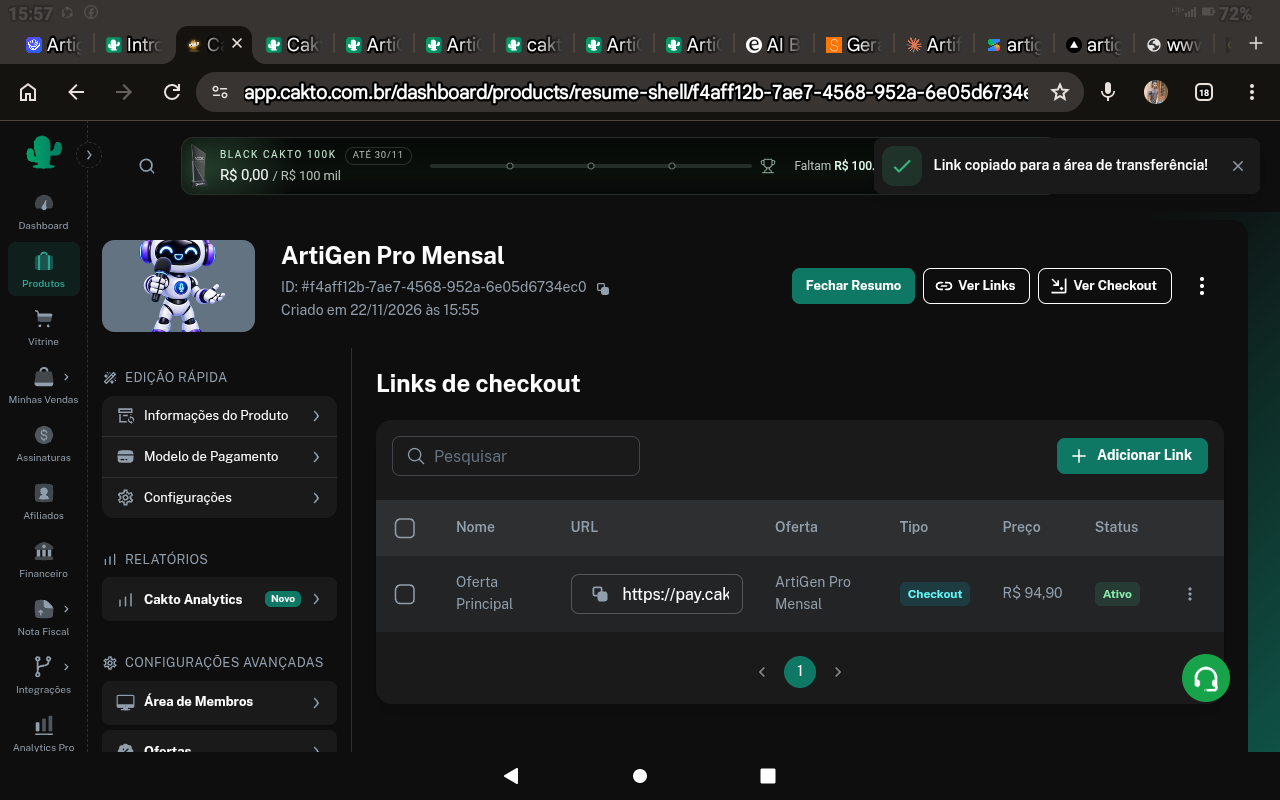 15:57
72%
Artig
Intro
C
Cak
Arti
Arti
cakt
Arti
Arti
AI B
Gera
Artif
artig
artig
www
app.cakto.com.br/dashboard/products/resume-shell/f4aff12b-7ae7-4568-952a-6e05d6734e
18
BLACK CAKTO 100K
ATÉ 30/11
R$ 0,00 / R$ 100 mil
Faltam R$ 100.
Link copiado para a área de transferência!
Dashboard
Produtos
Vitrine
Minhas Vendas
Assinaturas
Afiliados
Financeiro
Nota Fiscal
Integrações
Analytics Pro
ArtiGen Pro Mensal
ID: #f4aff12b-7ae7-4568-952a-6e05d6734ec0
Criado em 22/11/2026 às 15:55
Fechar Resumo
Ver Links
Ver Checkout
EDIÇÃO RÁPIDA
Informações do Produto
Modelo de Pagamento
Configurações
RELATÓRIOS
Cakto Analytics
Novo
CONFIGURAÇÕES AVANÇADAS
Área de Membros
Ofertas
Links de checkout
Pesquisar
Adicionar Link
Nome
URL
Oferta
Tipo
Preço
Status
Oferta
Principal
https://pay.cak
ArtiGen Pro
Mensal
Checkout
R$ 94,90
Ativo
1